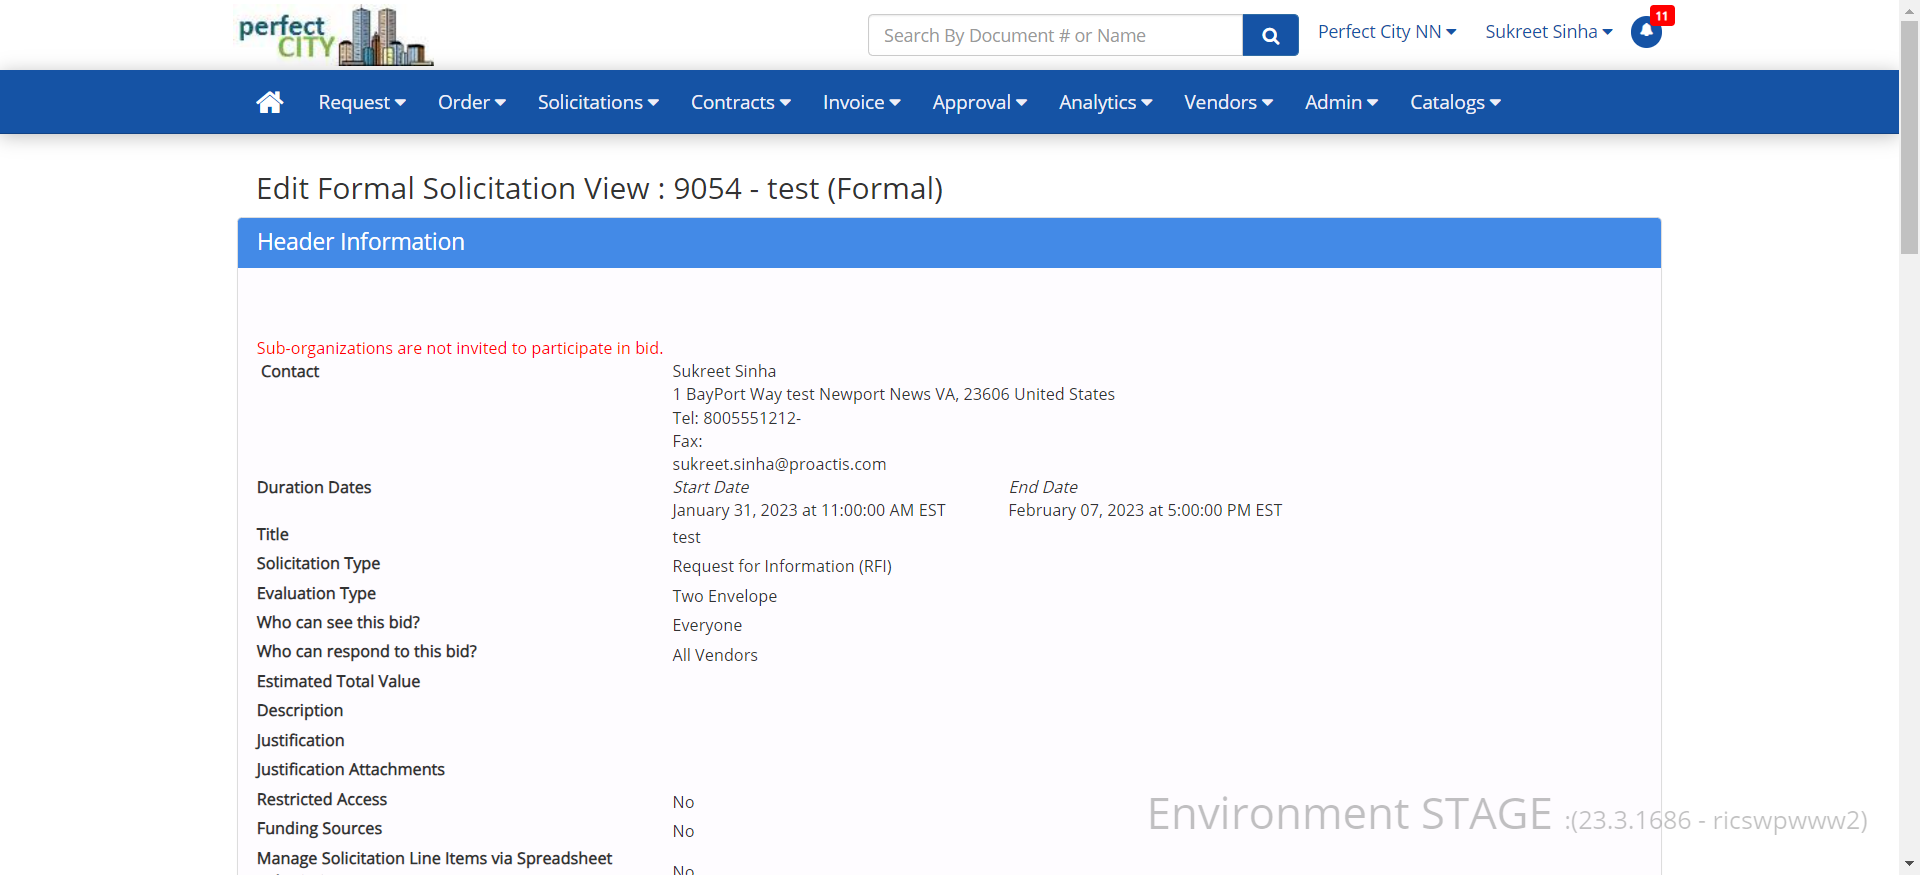 perfect
CITY
Search By Document # or Name
Perfect City NN
Sukreet Sinha
11
Request
Order
Solicitations
Contracts
Invoice
Approval
Analytics
Vendors
Admin
Catalogs
Edit Formal Solicitation View : 9054 - test (Formal)
Header Information
Sub-organizations are not invited to participate in bid.
Contact
Sukreet Sinha
1 BayPort Way test Newport News VA, 23606 United States
Tel: 8005551212-
Fax:
sukreet.sinha@proactis.com
Duration Dates
Start Date
End Date
January 31, 2023 at 11:00:00 AM EST
February 07, 2023 at 5:00:00 PM EST
Title
test
Solicitation Type
Request for Information (RFI)
Evaluation Type
Two Envelope
Who can see this bid?
Everyone
Who can respond to this bid?
All Vendors
Estimated Total Value
Description
Justification
Justification Attachments
Restricted Access
No
Funding Sources
No
Manage Solicitation Line Items via Spreadsheet
No
Environment STAGE :(23.3.1686 - ricswpwww2)